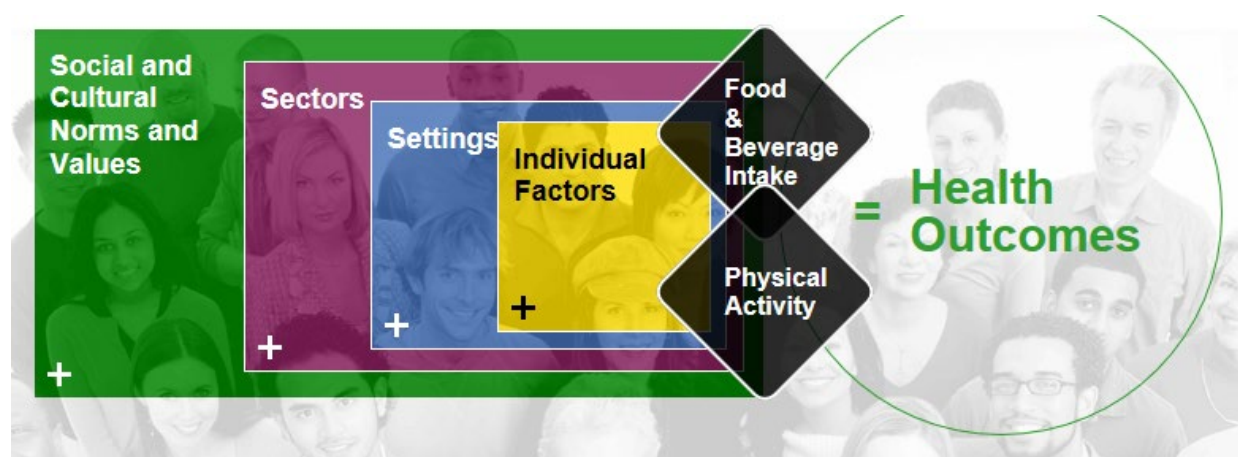 Social and
Cultural
Norms and
Values
+
Sectors
+
Settings
+
Individual
Factors
+
Food
&
Beverage
Intake
Physical
Activity
=
Health
Outcomes